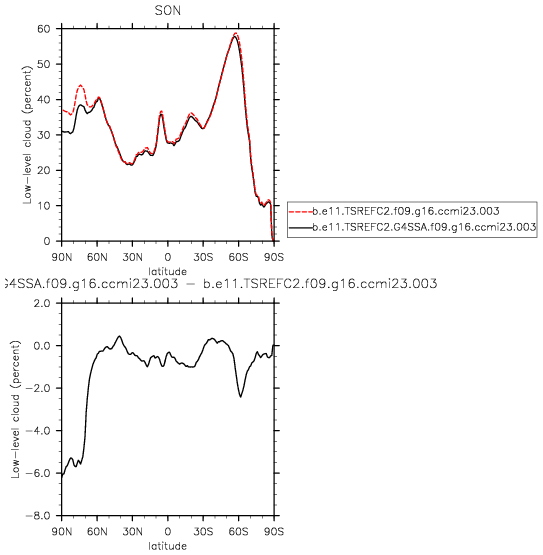 SON
60
50
40
30
20
10
0
Low-level cloud (percent)
90N 60N 30N 0 30S 60S 90S
latitude
b.e11.TSREFC2.f09.g16.ccmi23.003
b.e11.TSREFC2.G4SSA.f09.g16.ccmi23.003
G4SSA.f09.g16.ccmi23.003 − b.e11.TSREFC2.f09.g16.ccmi23.003
2.0
0.0
−2.0
−4.0
−6.0
−8.0
Low-level cloud (percent)
90N 60N 30N 0 30S 60S 90S
latitude